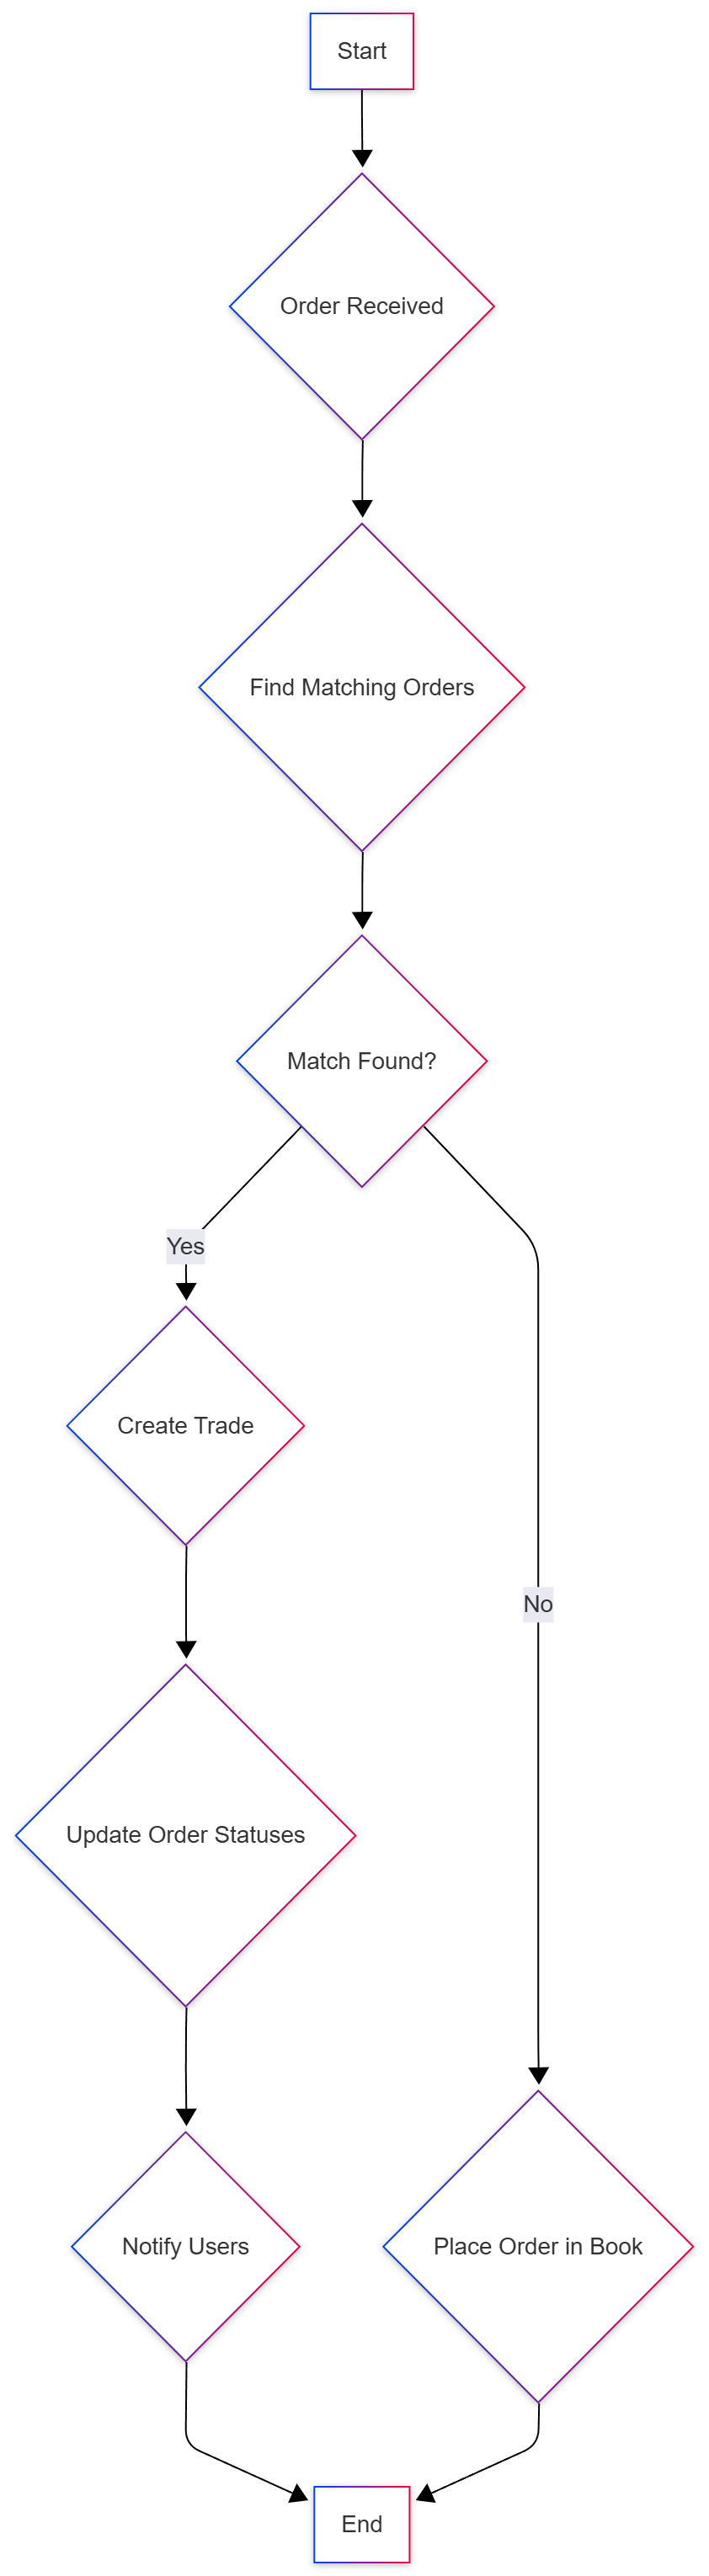 Start
Order Received
Find Matching Orders
Match Found?
Yes
Create Trade
No
Update Order Statuses
Notify Users
Place Order in Book
End